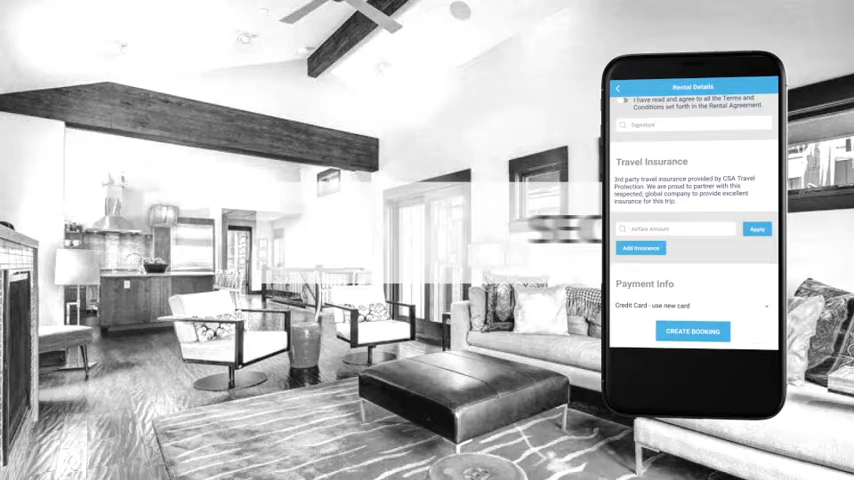 Rental Details
I have read and agree to all the Terms and
Conditions set forth in the Rental Agreement.
Signature
Travel Insurance
3rd party travel insurance provided by CSA Travel
Protection. We are proud to partner with this
respected, global company to provide excellent
insurance for this trip.
Airfare Amount
Apply
Add Insurance
Payment Info
Credit Card - use new card
CREATE BOOKING